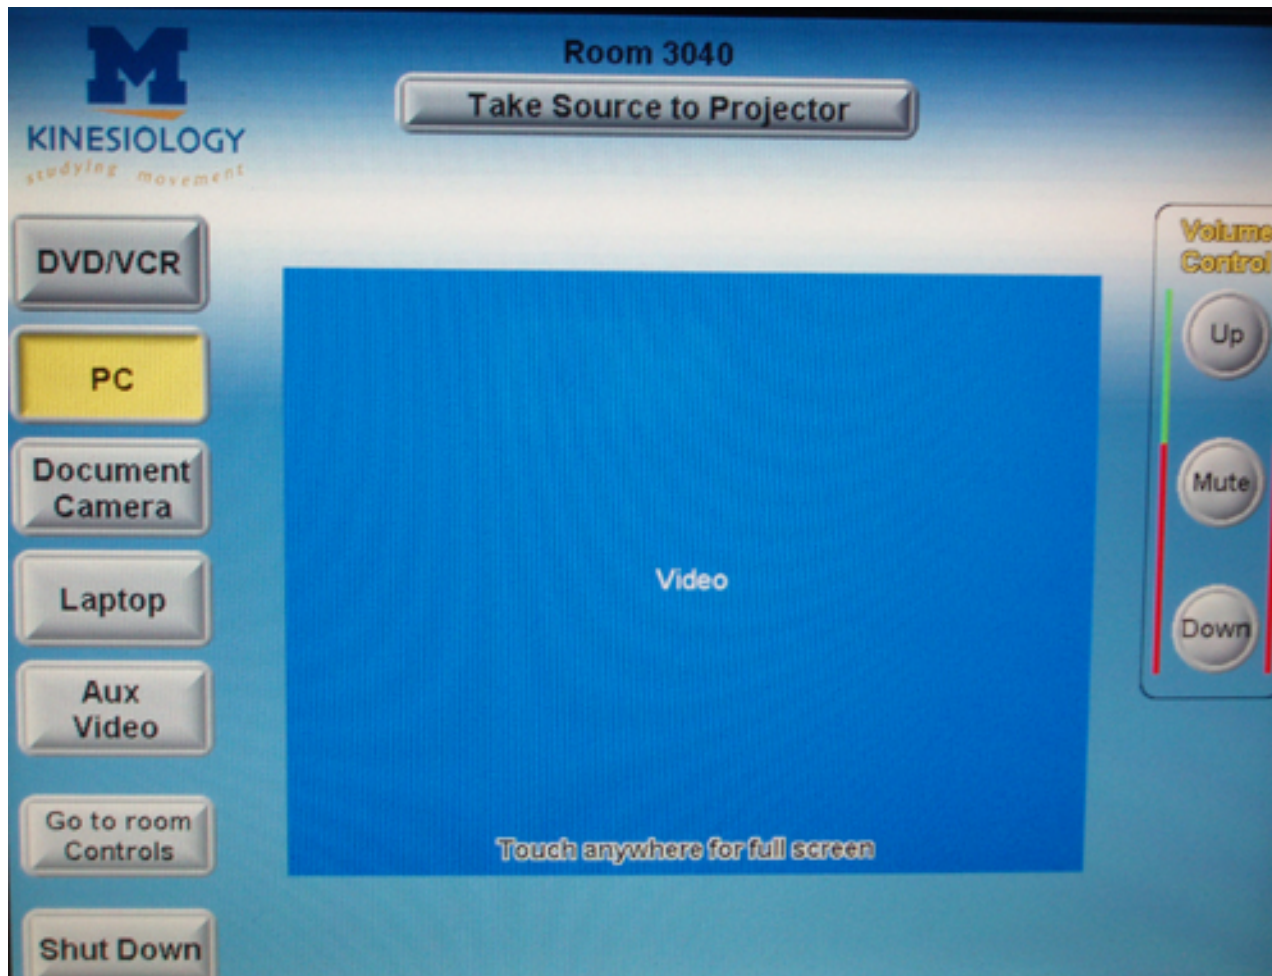 M
KINESIOLOGY
studying movement
Room 3040
Take Source to Projector
DVD/VCR
PC
Document
Camera
Laptop
Aux
Video
Go to room
Controls
Shut Down
Video
Touch anywhere for full screen
Volume
Control
Up
Mute
Down